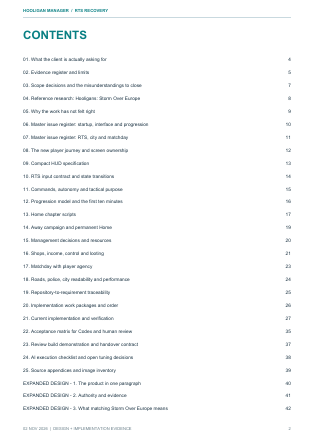 HOOLIGAN MANAGER / RTS RECOVERY
CONTENTS
01. What the client is actually asking for 4
02. Evidence register and limits 5
03. Scope decisions and the misunderstandings to close 7
04. Reference research: Hooligans: Storm Over Europe 8
05. Why the work has not felt right 9
06. Master issue register: startup, interface and progression 10
07. Master issue register: RTS, city and matchday 11
08. The new player journey and screen ownership 12
09. Compact HUD specification 13
10. RTS input contract and state transitions 14
11. Commands, autonomy and tactical purpose 15
12. Progression model and the first ten minutes 16
13. Home chapter scripts 17
14. Away campaign and permanent Home 19
15. Management decisions and resources 20
16. Shops, income, control and looting 21
17. Matchday with player agency 23
18. Roads, police, city readability and performance 24
19. Repository-to-requirement traceability 25
20. Implementation work packages and order 26
21. Current implementation and verification 27
22. Acceptance matrix for Codex and human review 35
23. Review build demonstration and handover contract 37
24. AI execution checklist and open tuning decisions 38
25. Source appendices and image inventory 39
EXPANDED DESIGN - 1. The product in one paragraph 40
EXPANDED DESIGN - 2. Authority and evidence 41
EXPANDED DESIGN - 3. What matching Storm Over Europe means 42
02 NOV 2026 | DESIGN + IMPLEMENTATION EVIDENCE 2